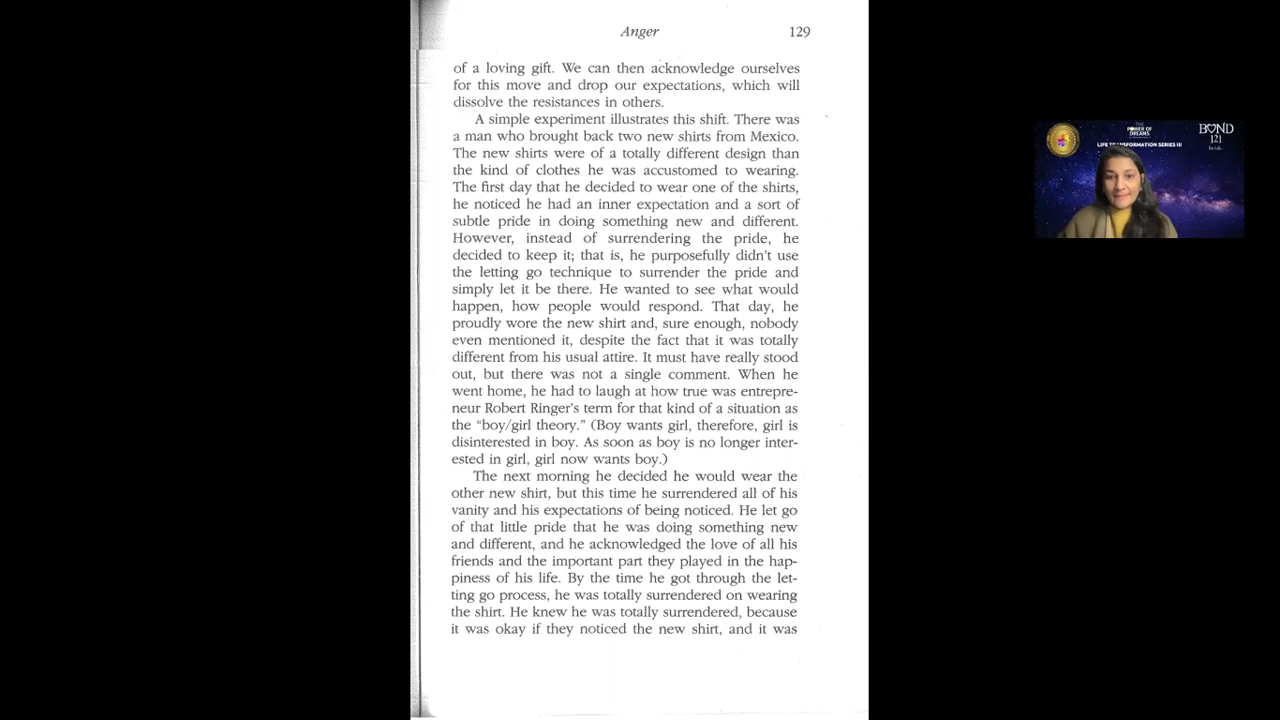 Anger 129
of a loving gift. We can then acknowledge ourselves
for this move and drop our expectations, which will
dissolve the resistances in others.
A simple experiment illustrates this shift. There was
a man who brought back two new shirts from Mexico.
The new shirts were of a totally different design than
the kind of clothes he was accustomed to wearing.
The first day that he decided to wear one of the shirts,
he noticed he had an inner expectation and a sort of
subtle pride in doing something new and different.
However, instead of surrendering the pride, he
decided to keep it; that is, he purposefully didn't use
the letting go technique to surrender the pride and
simply let it be there. He wanted to see what would
happen, how people would respond. That day, he
proudly wore the new shirt and, sure enough, nobody
even mentioned it, despite the fact that it was totally
different from his usual attire. It must have really stood
out, but there was not a single comment. When he
went home, he had to laugh at how true was entrepre-
neur Robert Ringer's term for that kind of a situation as
the “boy/girl theory.” (Boy wants girl, therefore, girl is
disinterested in boy. As soon as boy is no longer inter-
ested in girl, girl now wants boy.)
The next morning he decided he would wear the
other new shirt, but this time he surrendered all of his
vanity and his expectations of being noticed. He let go
of that little pride that he was doing something new
and different, and he acknowledged the love of all his
friends and the important part they played in the hap-
piness of his life. By the time he got through the let-
ting go process, he was totally surrendered on wearing
the shirt. He knew he was totally surrendered, because
it was okay if they noticed the new shirt, and it was
THE
POWER OF
DREAMS
BOND
121
LIFE TRANSFORMATION SERIES III